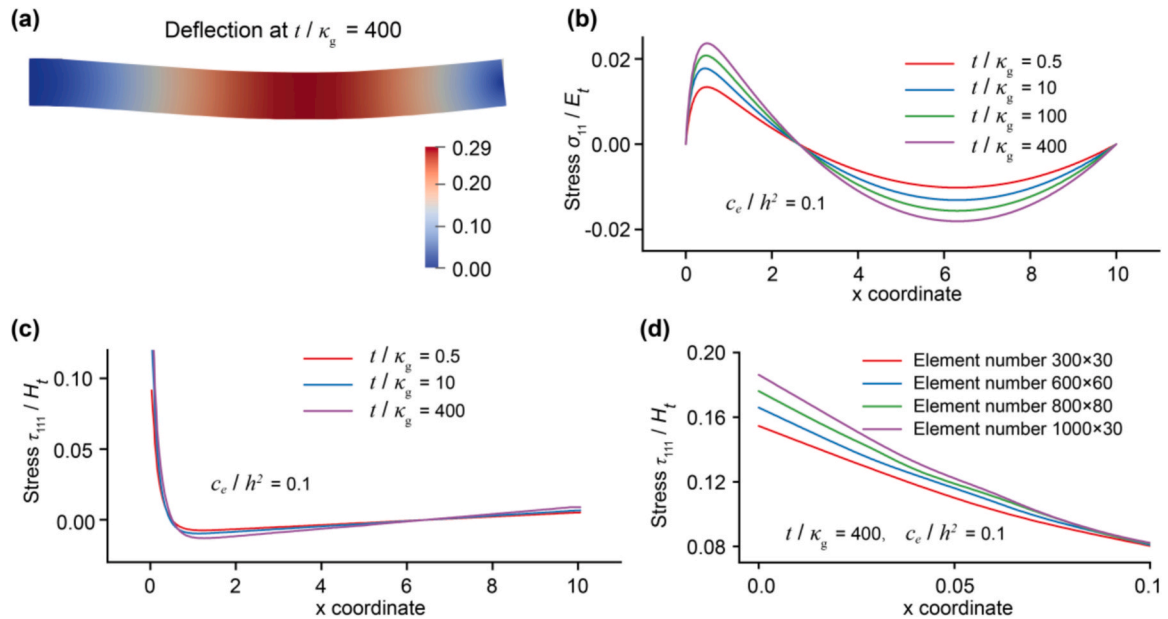 (a)
Deflection at t / κg = 400
0.29
0.20
0.10
0.00
(b)
Stress σ11 / Et
0.02
0.00
-0.02
t / κg = 0.5
t / κg = 10
t / κg = 100
t / κg = 400
ce / h² = 0.1
0 2 4 6 8 10
x coordinate
(c)
Stress τ111 / Ht
0.10
0.05
0.00
t / κg = 0.5
t / κg = 10
t / κg = 400
ce / h² = 0.1
0 2 4 6 8 10
x coordinate
(d)
Stress τ111 / Ht
0.20
0.16
0.12
0.08
Element number 300×30
Element number 600×60
Element number 800×80
Element number 1000×30
t / κg = 400, ce / h² = 0.1
0.0 0.05 0.1
x coordinate